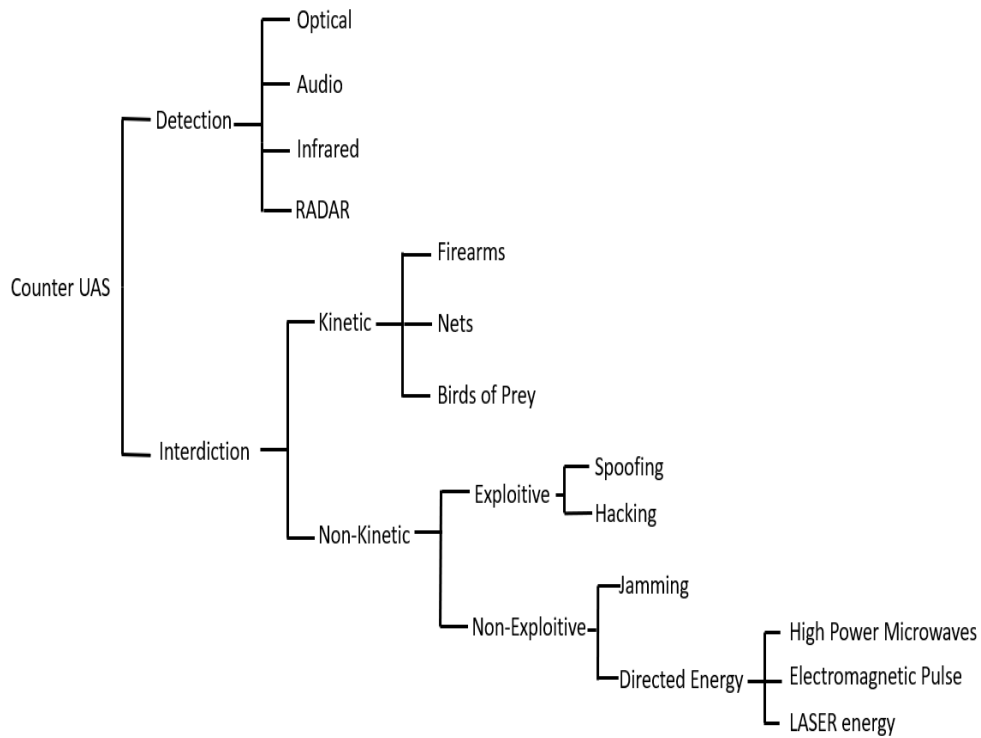 Optical
Audio
Detection
Infrared
RADAR
Firearms
Counter UAS
Kinetic
Nets
Birds of Prey
Interdiction
Spoofing
Exploitive
Hacking
Non-Kinetic
Jamming
Non-Exploitive
High Power Microwaves
Directed Energy
Electromagnetic Pulse
LASER energy